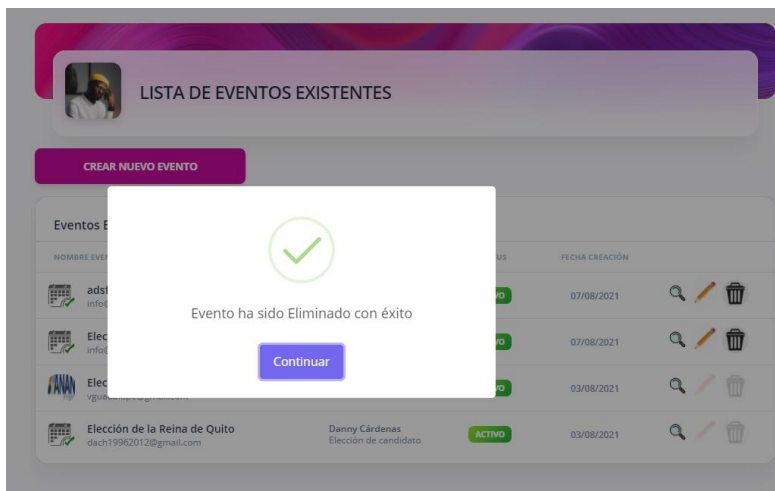 LISTA DE EVENTOS EXISTENTES
CREAR NUEVO EVENTO
Eventos
NOMBRE FECHA CREACIÓN
07/08/2021
Evento ha sido Eliminado con éxito
07/08/2021
Continuar
03/08/2021
Elección de la Reina de Quito Danny Cárdenas ACTIVO 03/08/2021
dach19962012@gmail.com Elección de candidato